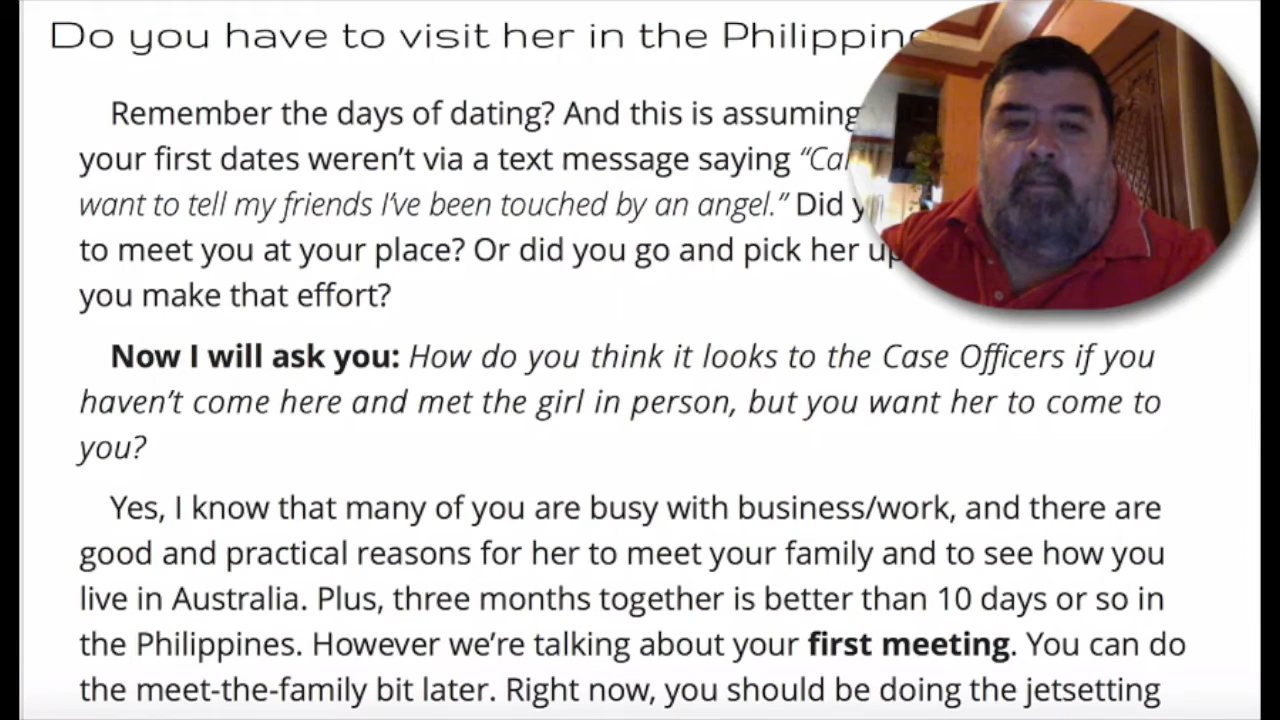 Do you have to visit her in the Philippine
Remember the days of dating? And this is assuming
your first dates weren't via a text message saying
want to tell my friends I've been touched by an angel." Did
to meet you at your place? Or did you go and pick her up
you make that effort?
Now I will ask you: How do you think it looks to the Case Officers if you
haven't come here and met the girl in person, but you want her to come to
you?
Yes, I know that many of you are busy with business/work, and there are
good and practical reasons for her to meet your family and to see how you
live in Australia. Plus, three months together is better than 10 days or so in
the Philippines. However we're talking about your first meeting. You can do
the meet-the-family bit later. Right now, you should be doing the jetsetting